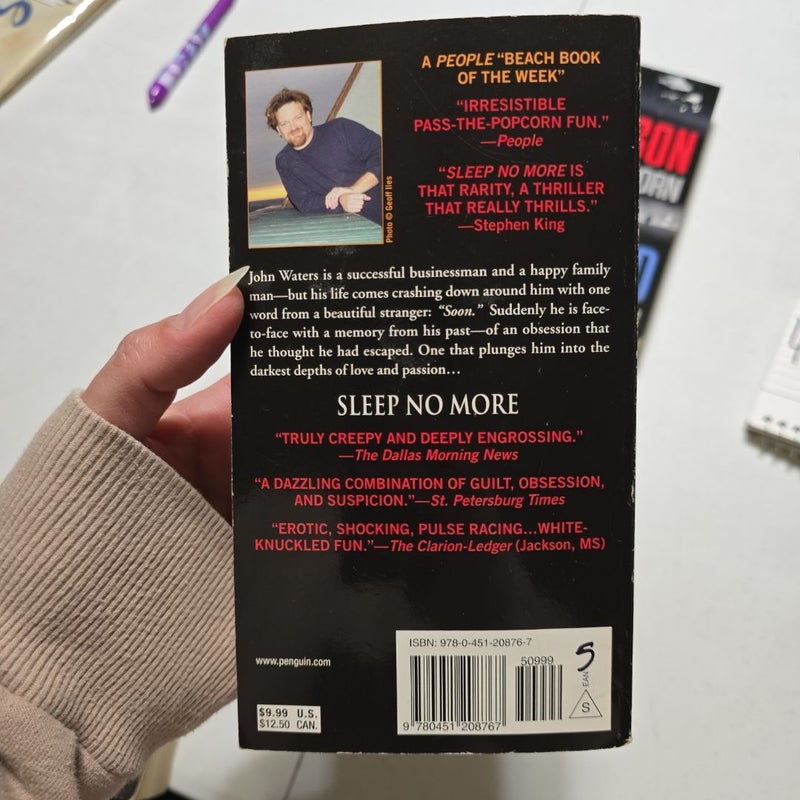 A PEOPLE “BEACH BOOK
OF THE WEEK”
“IRRESISTIBLE
PASS-THE-POPCORN FUN.”
—People
“SLEEP NO MORE IS
THAT RARITY, A THRILLER
THAT REALLY THRILLS.”
—Stephen King
Photo © Geoff Iles
John Waters is a successful businessman and a happy family
man—but his life comes crashing down around him with one
word from a beautiful stranger: “Soon.” Suddenly he is face-
to-face with a memory from his past—of an obsession that
he thought he had escaped. One that plunges him into the
darkest depths of love and passion…
SLEEP NO MORE
“TRULY CREEPY AND DEEPLY ENGROSSING.”
—The Dallas Morning News
“A DAZZLING COMBINATION OF GUILT, OBSESSION,
AND SUSPICION.”—St. Petersburg Times
“EROTIC, SHOCKING, PULSE RACING…WHITE-
KNUCKLED FUN.”—The Clarion-Ledger (Jackson, MS)
www.penguin.com
$9.99 U.S.
$12.50 CAN.
ISBN: 978-0-451-20876-7
50999
9 780451 208767
EAN
S
5